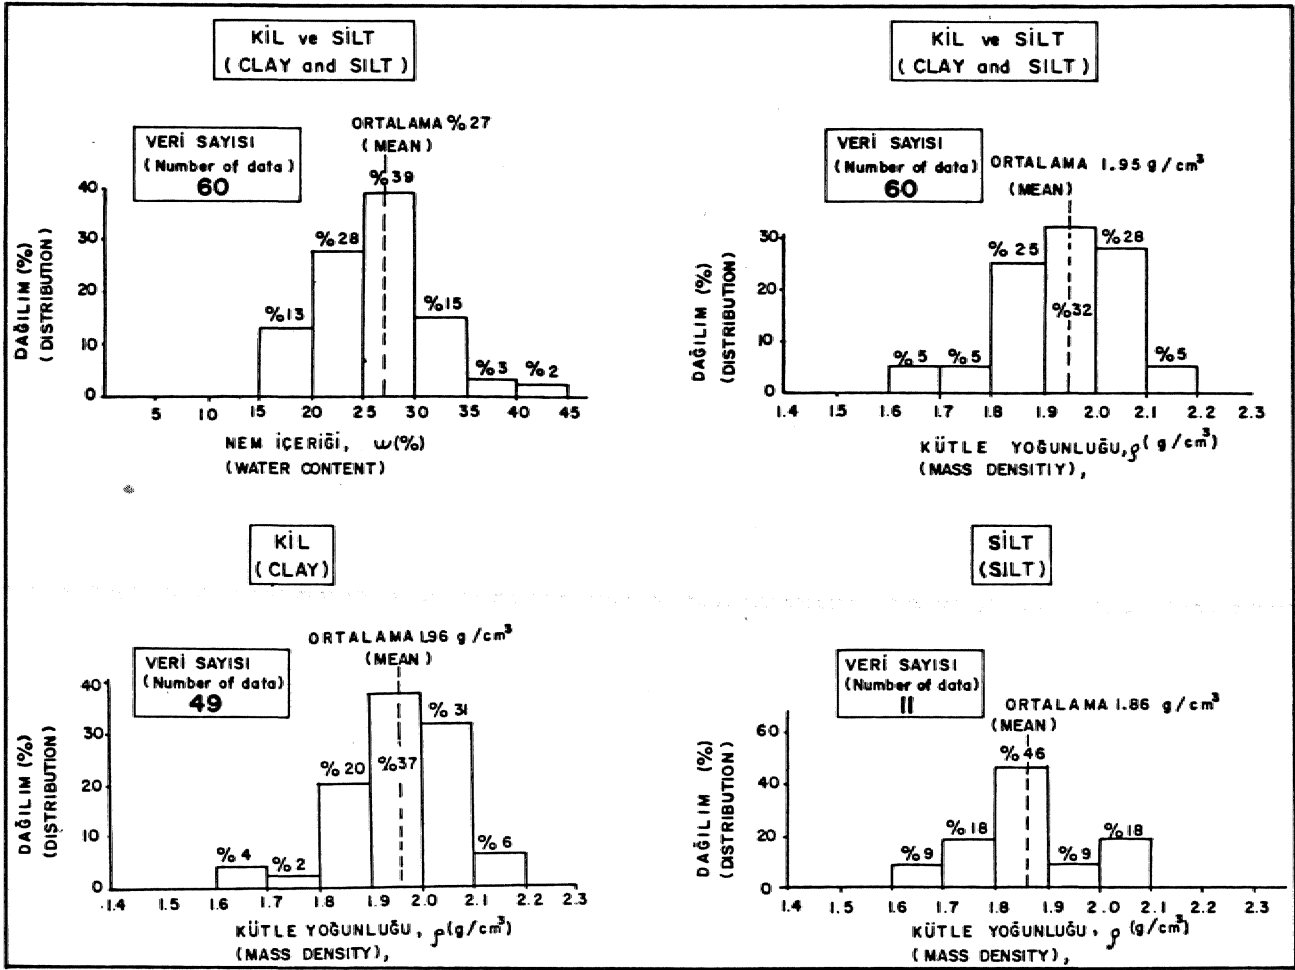 KİL ve SİLT
(CLAY and SILT)
ORTALAMA %27
(MEAN)
VERİ SAYISI
(Number of data)
60
DAĞILIM (%)
(DISTRIBUTION)
40
30
20
10
0
%13
%28
%39
%15
%3
%2
5 10 15 20 25 30 35 40 45
NEM İÇERİĞİ, ω(%)
(WATER CONTENT)
KİL ve SİLT
(CLAY and SILT)
VERİ SAYISI
(Number of data)
60
ORTALAMA 1.95 g/cm³
(MEAN)
DAĞILIM (%)
(DISTRIBUTION)
30
20
10
0
%5
%5
%25
%32
%28
%5
1.4 1.5 1.6 1.7 1.8 1.9 2.0 2.1 2.2 2.3
KÜTLE YOĞUNLUĞU, ρ(g/cm³)
(MASS DENSITIY),
KİL
(CLAY)
ORTALAMA 1.96 g/cm³
(MEAN)
VERİ SAYISI
(Number of data)
49
DAĞILIM (%)
(DISTRIBUTION)
40
30
20
10
0
%4
%2
%20
%37
%31
%6
1.4 1.5 1.6 1.7 1.8 1.9 2.0 2.1 2.2 2.3
KÜTLE YOĞUNLUĞU, ρ(g/cm³)
(MASS DENSITY),
SİLT
(SILT)
VERİ SAYISI
(Number of data)
11
ORTALAMA 1.86 g/cm³
(MEAN)
DAĞILIM (%)
(DISTRIBUTION)
60
40
20
0
%9
%18
%46
%9
%18
1.4 1.5 1.6 1.7 1.8 1.9 2.0 2.1 2.2 2.3
KÜTLE YOĞUNLUĞU, ρ (g/cm³)
(MASS DENSITY),